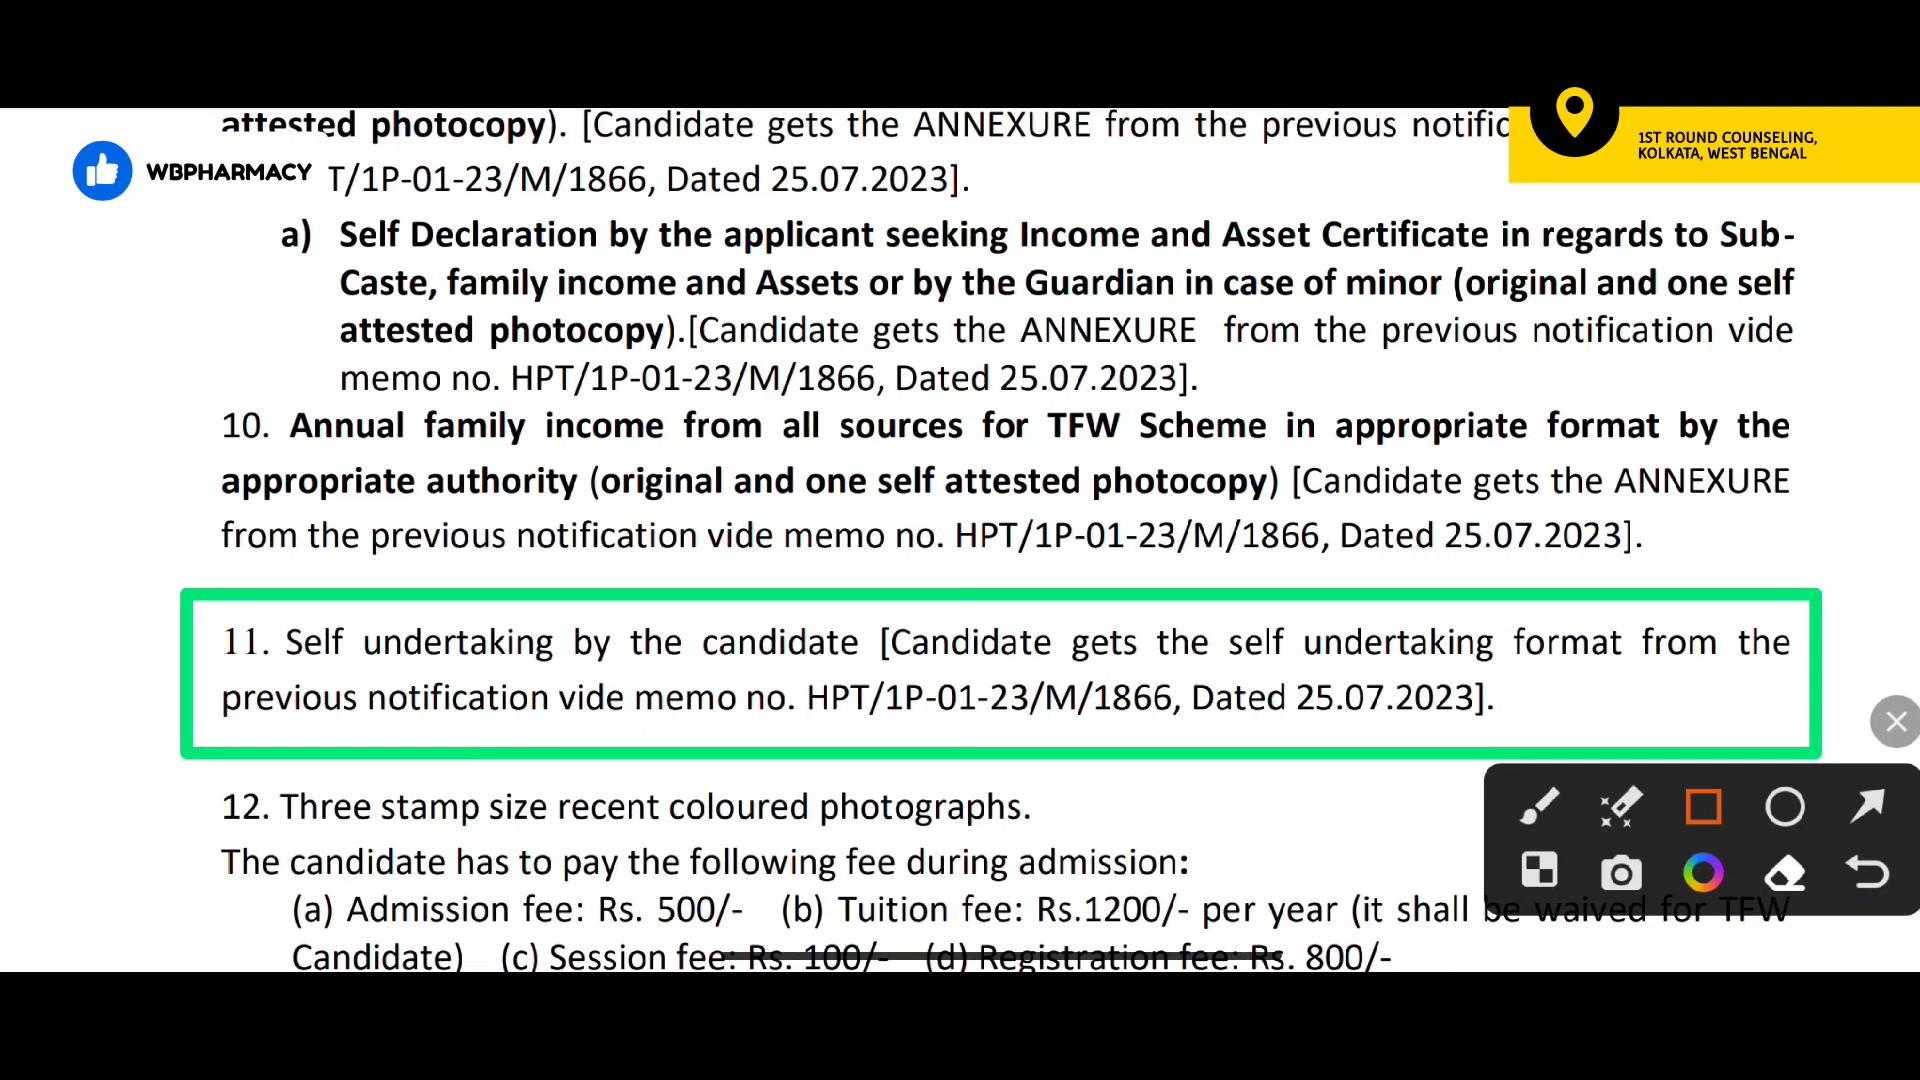 attested photocopy). [Candidate gets the ANNEXURE from the previous notific
1ST ROUND COUNSELING,
KOLKATA, WEST BENGAL
WBPHARMACY
T/1P-01-23/M/1866, Dated 25.07.2023].
a) Self Declaration by the applicant seeking Income and Asset Certificate in regards to Sub-
Caste, family income and Assets or by the Guardian in case of minor (original and one self
attested photocopy).[Candidate gets the ANNEXURE from the previous notification vide
memo no. HPT/1P-01-23/M/1866, Dated 25.07.2023].
10. Annual family income from all sources for TFW Scheme in appropriate format by the
appropriate authority (original and one self attested photocopy) [Candidate gets the ANNEXURE
from the previous notification vide memo no. HPT/1P-01-23/M/1866, Dated 25.07.2023].
11. Self undertaking by the candidate [Candidate gets the self undertaking format from the
previous notification vide memo no. HPT/1P-01-23/M/1866, Dated 25.07.2023].
12. Three stamp size recent coloured photographs.
The candidate has to pay the following fee during admission:
(a) Admission fee: Rs. 500/- (b) Tuition fee: Rs.1200/- per year (it shall be waived for TFW
Candidate) (c) Session fee: Rs. 100/- (d) Registration fee: Rs. 800/-